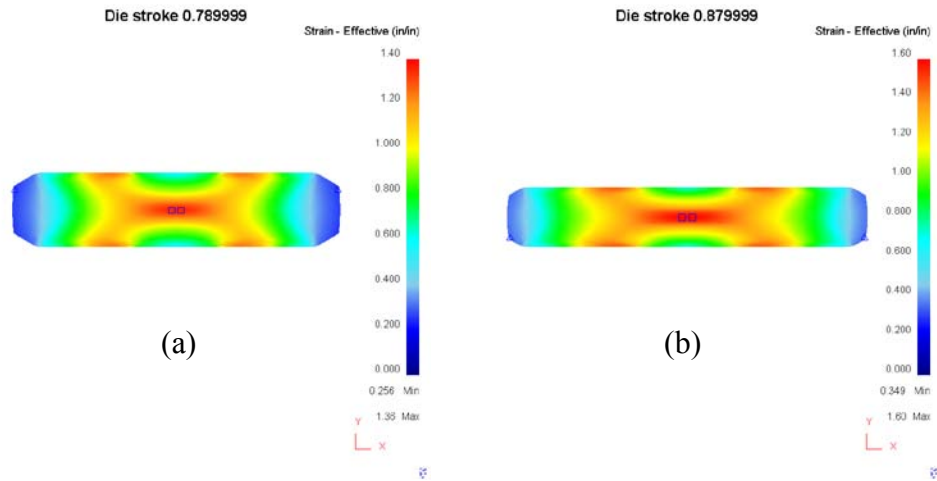 Die stroke 0.789999
Strain - Effective (in/in)
1.40
1.20
1.000
0.800
0.600
0.400
0.200
0.000
0.256 Min
1.36 Max
Y
X
(a)
Die stroke 0.879999
Strain - Effective (in/in)
1.60
1.40
1.20
1.000
0.800
0.600
0.400
0.200
0.000
0.349 Min
1.60 Max
Y
X
(b)